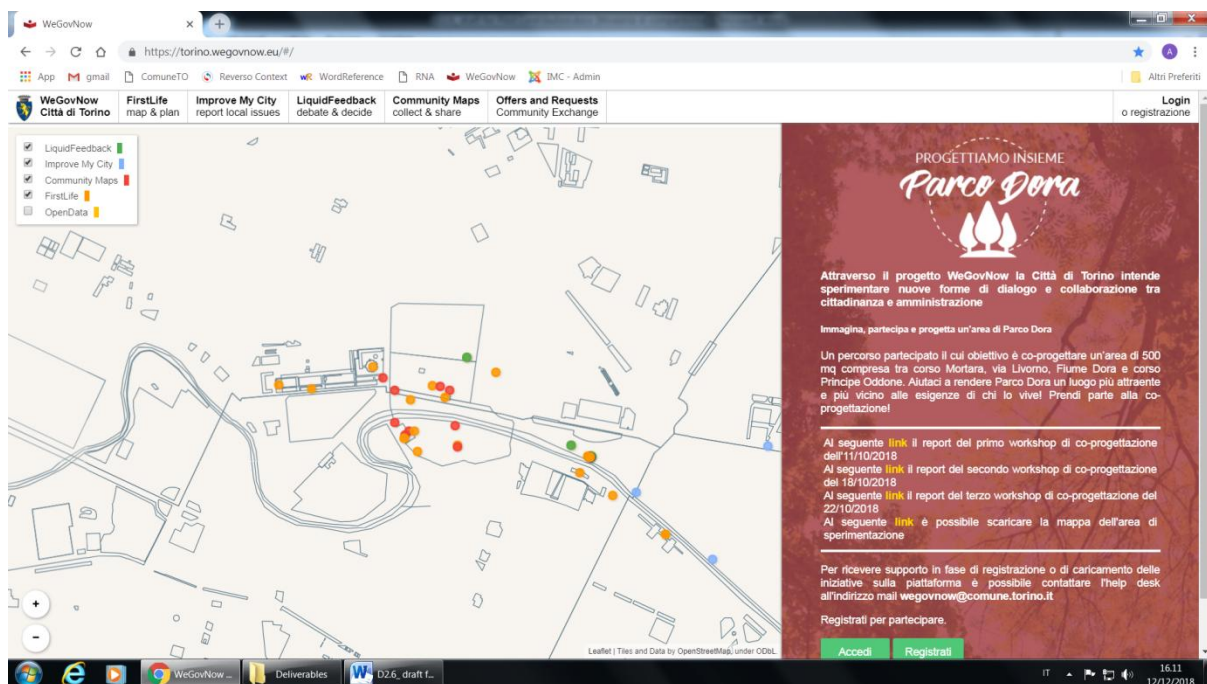 WeGovNow
https://torino.wegovnow.eu/#/
A
App
gmail
ComuneTO
Reverso Context
WordReference
RNA
WeGovNow
IMC - Admin
Altri Preferiti
WeGovNow
Città di Torino
FirstLife
map & plan
Improve My City
report local issues
LiquidFeedback
debate & decide
Community Maps
collect & share
Offers and Requests
Community Exchange
Login
o registrazione
LiquidFeedback
Improve My City
Community Maps
FirstLife
OpenData
+
-
Leaflet | Tiles and Data by OpenStreetMap, under ODbL.
PROGETTIAMO INSIEME
Parco Dora
Attraverso il progetto WeGovNow la Città di Torino intende
sperimentare nuove forme di dialogo e collaborazione tra
cittadinanza e amministrazione
Immagina, partecipa e progetta un'area di Parco Dora
Un percorso partecipato il cui obiettivo è co-progettare un'area di 500
mq compresa tra corso Mortara, via Livorno, Fiume Dora e corso
Principe Oddone. Aiutaci a rendere Parco Dora un luogo più attraente
e più vicino alle esigenze di chi lo vive! Prendi parte alla co-
progettazione!
Al seguente link il report del primo workshop di co-progettazione
dell'11/10/2018
Al seguente link il report del secondo workshop di co-progettazione
del 18/10/2018
Al seguente link il report del terzo workshop di co-progettazione del
22/10/2018
Al seguente link è possibile scaricare la mappa dell'area di
sperimentazione
Per ricevere supporto in fase di registrazione o di caricamento delle
iniziative sulla piattaforma è possibile contattare l'help desk
all'indirizzo mail wegovnow@comune.torino.it
Registrati per partecipare.
Accedi
Registrati
WeGovNow - ...
Deliverables
D2.6_ draft f...
IT
16.11
12/12/2018